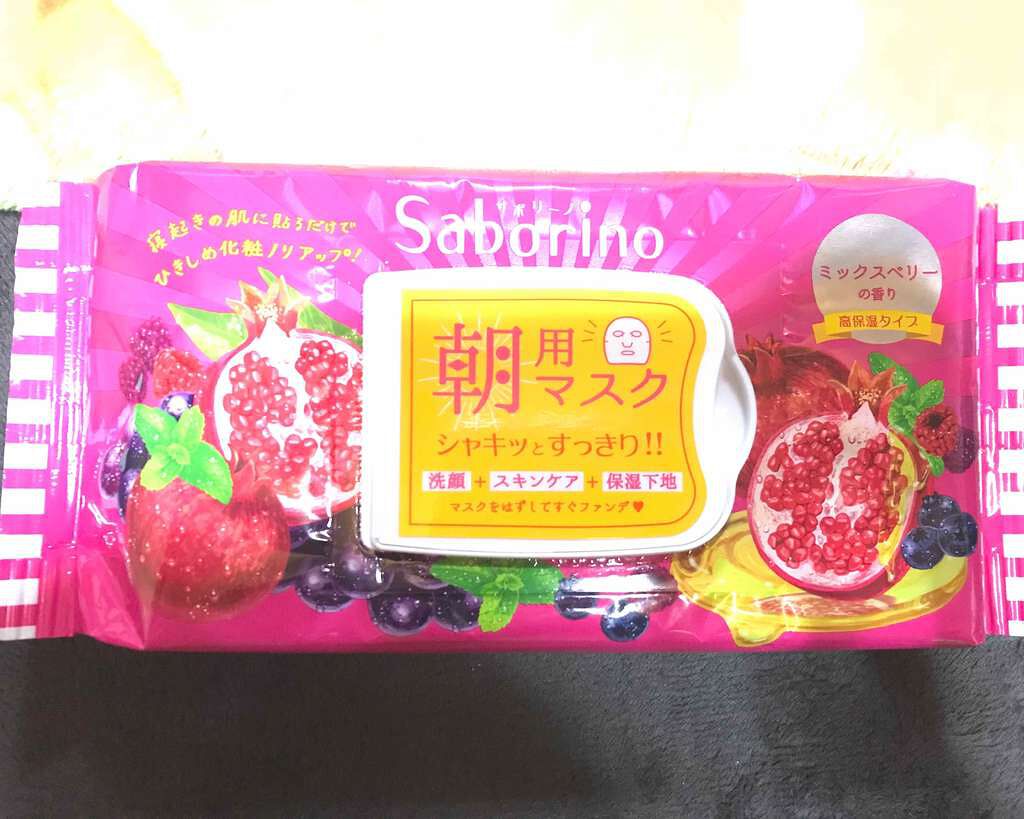 サボリーノ
Saborino
寝起きの肌に貼るだけで
ひきしめ化粧ノリアップ!
ミックスベリー
の香り
高保湿タイプ
朝用マスク
シャキッとすっきり!!
洗顔+スキンケア+保湿下地
マスクをはずしてすぐファンデ♥